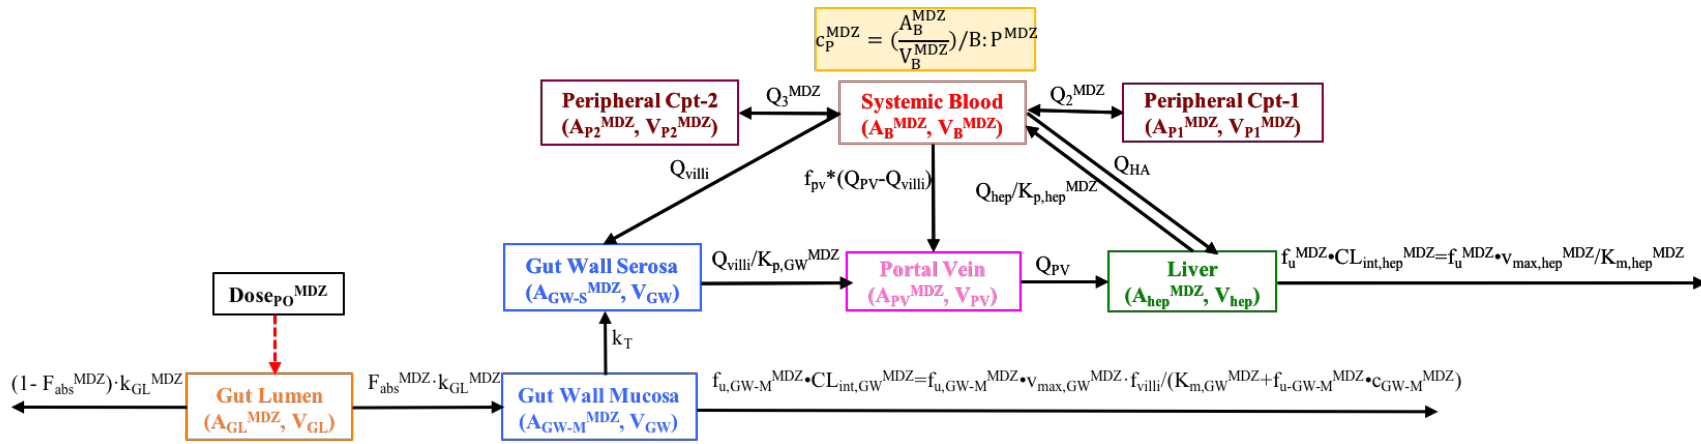 c_P^MDZ = (A_B^MDZ / V_B^MDZ)/B:P^MDZ
Peripheral Cpt-2
(A_P2^MDZ, V_P2^MDZ)
Q_3^MDZ
Systemic Blood
(A_B^MDZ, V_B^MDZ)
Q_2^MDZ
Peripheral Cpt-1
(A_P1^MDZ, V_P1^MDZ)
Q_villi
f_pv*(Q_PV-Q_villi)
Q_hep/K_p,hep^MDZ
Q_HA
Gut Wall Serosa
(A_GW-S^MDZ, V_GW)
Q_villi/K_p,GW^MDZ
Portal Vein
(A_PV^MDZ, V_PV)
Q_PV
Liver
(A_hep^MDZ, V_hep)
f_u^MDZ•CL_int,hep^MDZ=f_u^MDZ•v_max,hep^MDZ/K_m,hep^MDZ
Dose_PO^MDZ
k_T
(1- F_abs^MDZ)·k_GL^MDZ
Gut Lumen
(A_GL^MDZ, V_GL)
F_abs^MDZ·k_GL^MDZ
Gut Wall Mucosa
(A_GW-M^MDZ, V_GW)
f_u,GW-M^MDZ•CL_int,GW^MDZ=f_u,GW-M^MDZ•v_max,GW^MDZ·f_villi/(K_m,GW^MDZ+f_u-GW-M^MDZ•c_GW-M^MDZ)